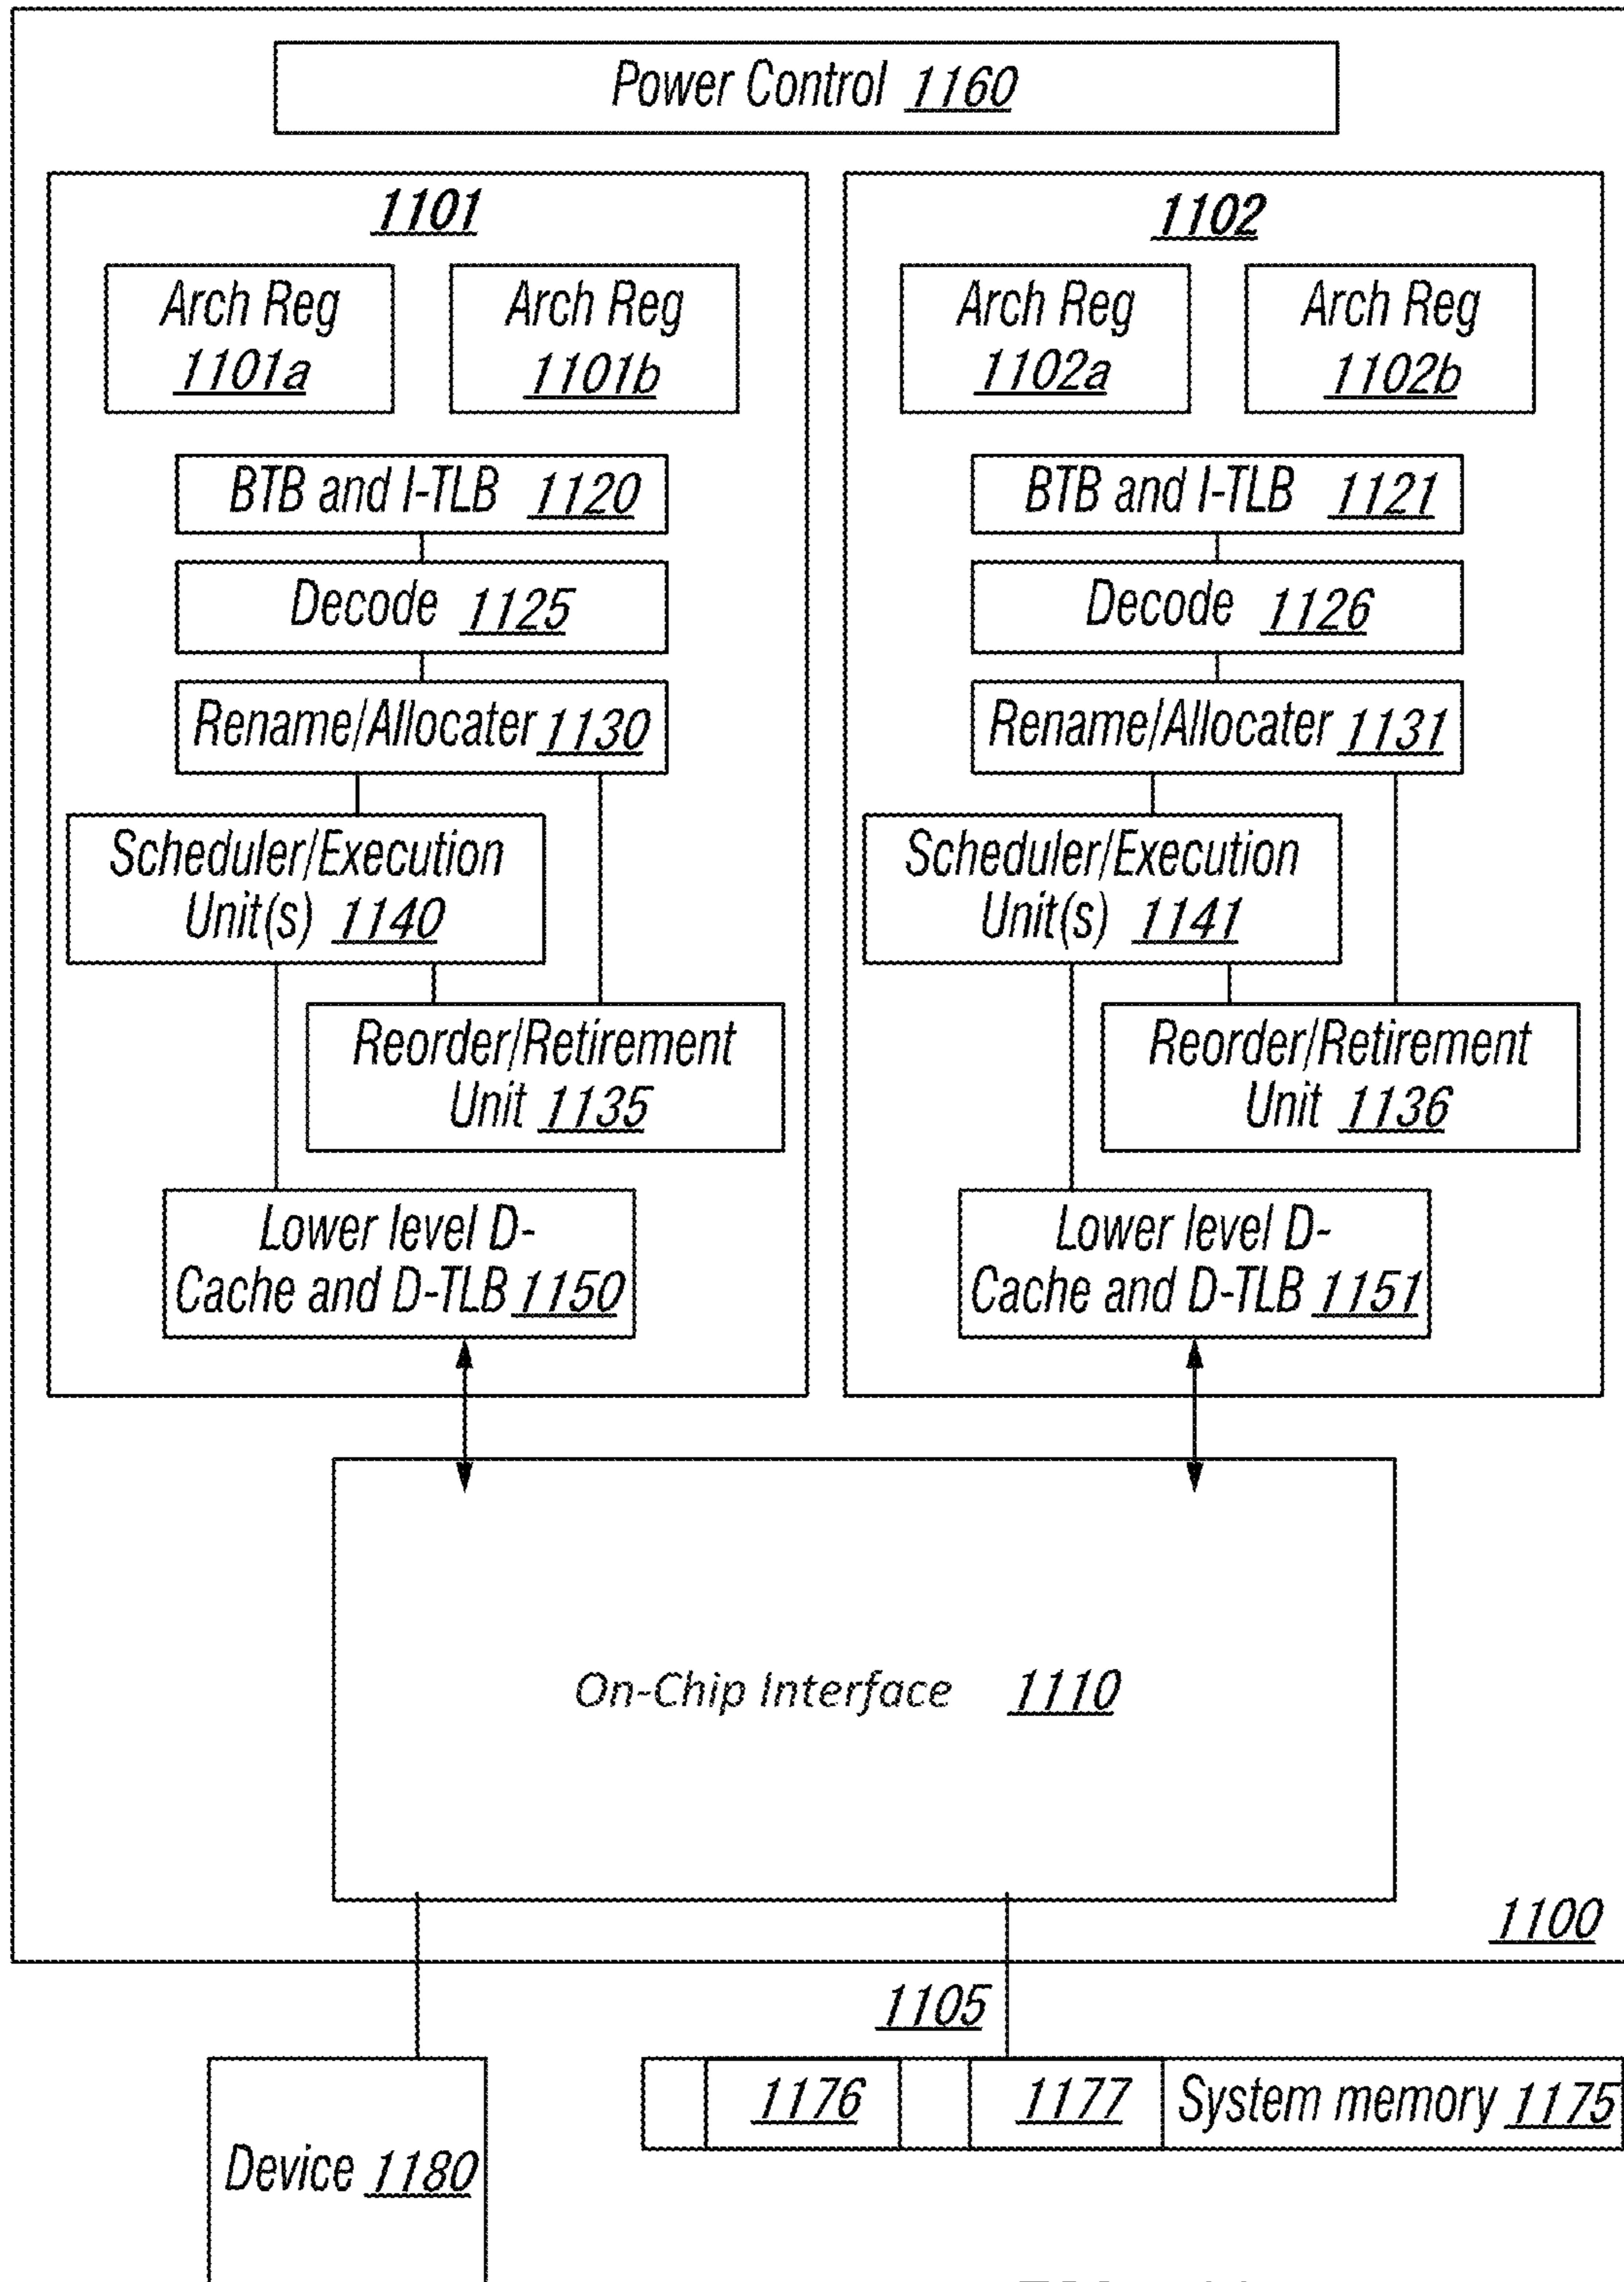 Power Control 1160
1101
Arch Reg
1101a
Arch Reg
1101b
BTB and I-TLB 1120
Decode 1125
Rename/Allocater 1130
Scheduler/Execution
Unit(s) 1140
Reorder/Retirement
Unit 1135
Lower level D-
Cache and D-TLB 1150
1102
Arch Reg
1102a
Arch Reg
1102b
BTB and I-TLB 1121
Decode 1126
Rename/Allocater 1131
Scheduler/Execution
Unit(s) 1141
Reorder/Retirement
Unit 1136
Lower level D-
Cache and D-TLB 1151
On-Chip Interface 1110
1100
1105
1176
1177
System memory 1175
Device 1180